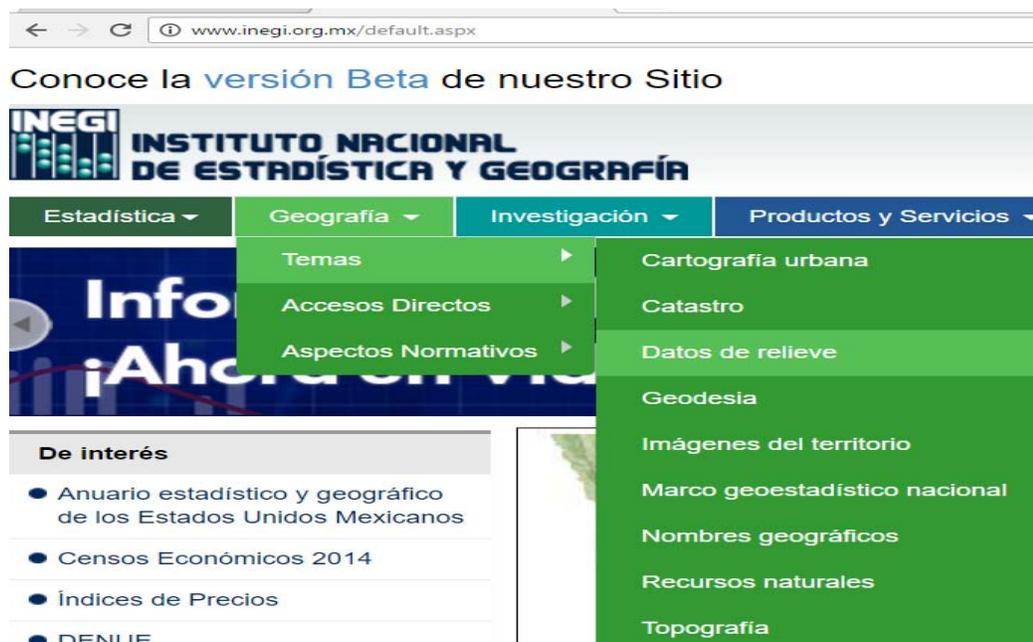 www.inegi.org.mx/default.aspx
Conoce la versión Beta de nuestro Sitio
INEGI
INSTITUTO NACIONAL
DE ESTADÍSTICA Y GEOGRAFÍA
Estadística Geografía Investigación Productos y Servicios
Temas
Accesos Directos
Aspectos Normativos
Cartografía urbana
Catastro
Datos de relieve
Geodesia
Imágenes del territorio
Marco geoestadístico nacional
Nombres geográficos
Recursos naturales
Topografía
Info
¡Aho
De interés
Anuario estadístico y geográfico
de los Estados Unidos Mexicanos
Censos Económicos 2014
Índices de Precios
DENUE